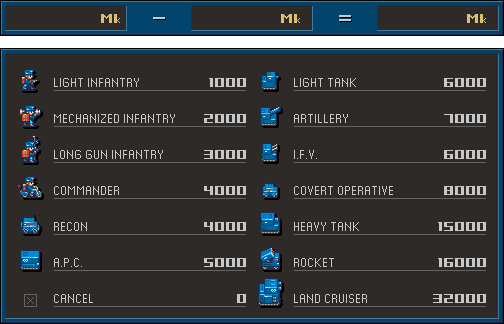 Mk – Mk = Mk
LIGHT INFANTRY 1000
MECHANIZED INFANTRY 2000
LONG GUN INFANTRY 3000
COMMANDER 4000
RECON 4000
A.P.C. 5000
CANCEL 0
LIGHT TANK 6000
ARTILLERY 7000
I.F.Y. 6000
COVERT OPERATIVE 8000
HEAVY TANK 15000
ROCKET 16000
LAND CRUISER 32000